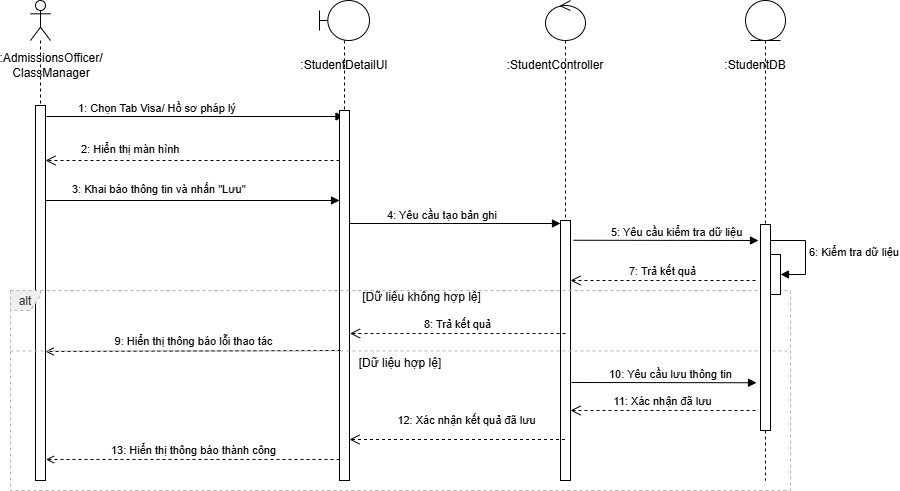 :AdmissionsOfficer/
ClassManager
:StudentDetailUI
:StudentController
:StudentDB
1: Chọn Tab Visa/ Hồ sơ pháp lý
2: Hiển thị màn hình
3: Khai báo thông tin và nhấn "Lưu"
4: Yêu cầu tạo bản ghi
5: Yêu cầu kiểm tra dữ liệu
6: Kiểm tra dữ liệu
7: Trả kết quả
alt
[Dữ liệu không hợp lệ]
8: Trả kết quả
9: Hiển thị thông báo lỗi thao tác
[Dữ liệu hợp lệ]
10: Yêu cầu lưu thông tin
11: Xác nhận đã lưu
12: Xác nhận kết quả đã lưu
13: Hiển thị thông báo thành công